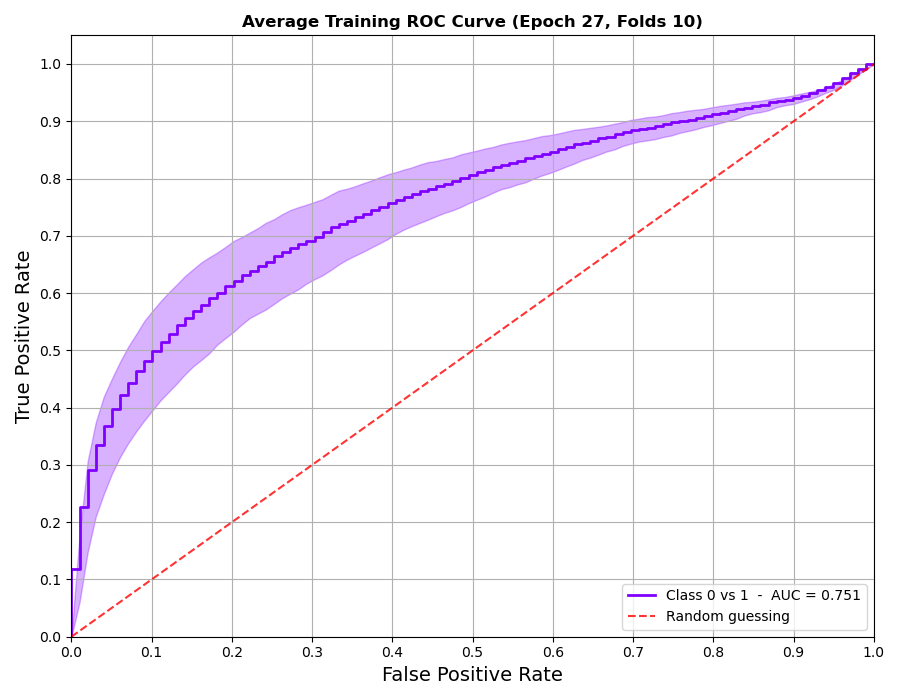 Average Training ROC Curve (Epoch 27, Folds 10)
True Positive Rate
1.0
0.9
0.8
0.7
0.6
0.5
0.4
0.3
0.2
0.1
0.0
Class 0 vs 1 - AUC = 0.751
Random guessing
0.0 0.1 0.2 0.3 0.4 0.5 0.6 0.7 0.8 0.9 1.0
False Positive Rate